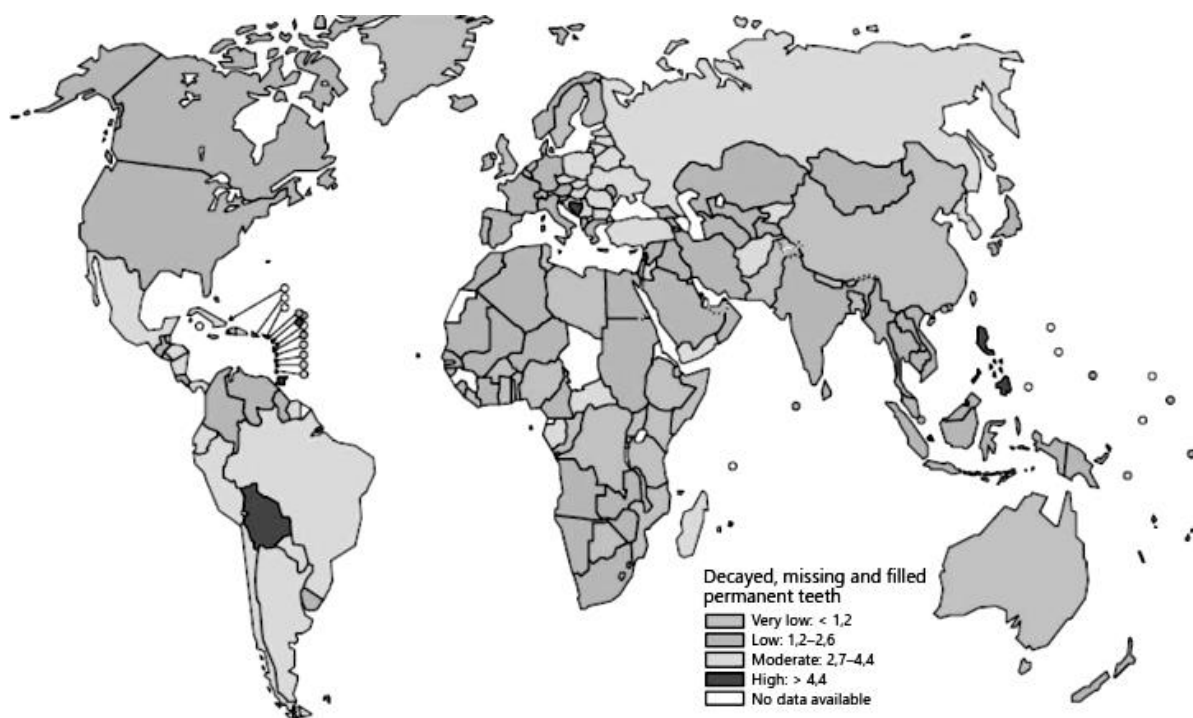 Decayed, missing and filled
permanent teeth
Very low: < 1,2
Low: 1,2–2,6
Moderate: 2,7–4,4
High: > 4,4
No data available